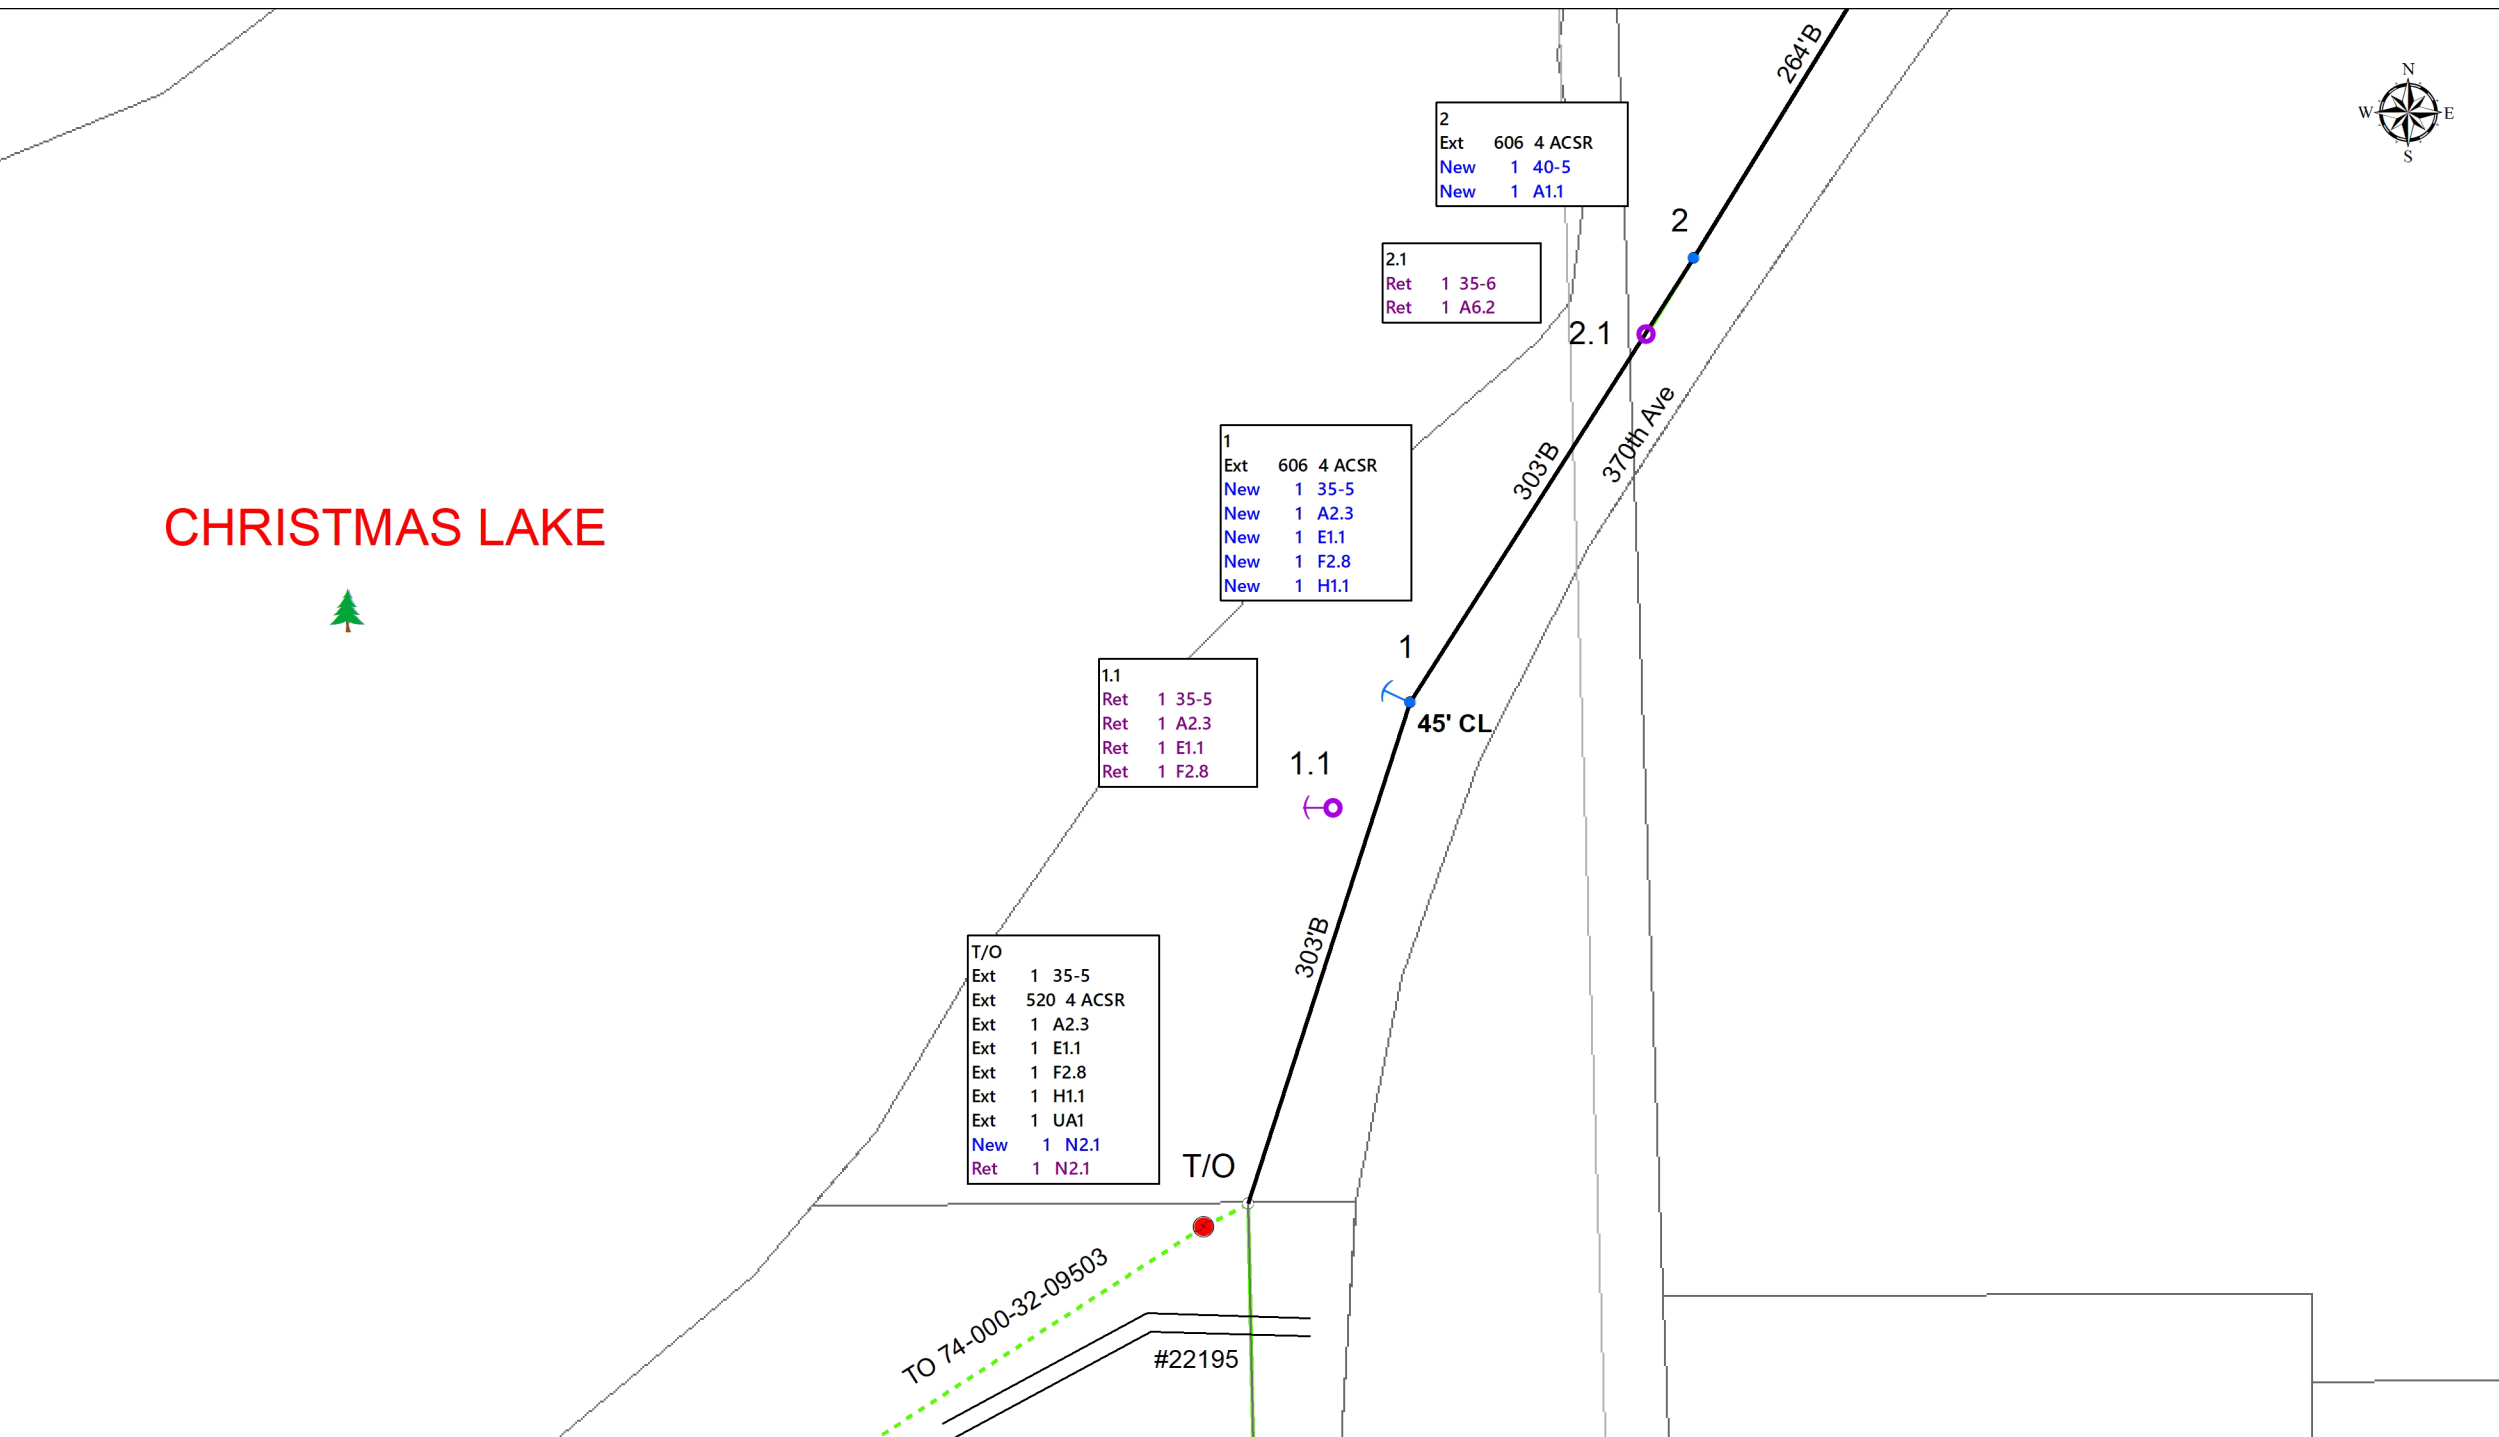 264'B
N
W E
S
2
Ext 606 4 ACSR
New 1 40-5
New 1 A1.1
2
2.1
Ret 1 35-6
Ret 1 A6.2
2.1
370th Ave
303'B
1
Ext 606 4 ACSR
New 1 35-5
New 1 A2.3
New 1 E1.1
New 1 F2.8
New 1 H1.1
CHRISTMAS LAKE
1
45' CL
1.1
Ret 1 35-5
Ret 1 A2.3
Ret 1 E1.1
Ret 1 F2.8
1.1
303'B
T/O
Ext 1 35-5
Ext 520 4 ACSR
Ext 1 A2.3
Ext 1 E1.1
Ext 1 F2.8
Ext 1 H1.1
Ext 1 UA1
New 1 N2.1
Ret 1 N2.1
T/O
TO 74-000-32-09503
#22195